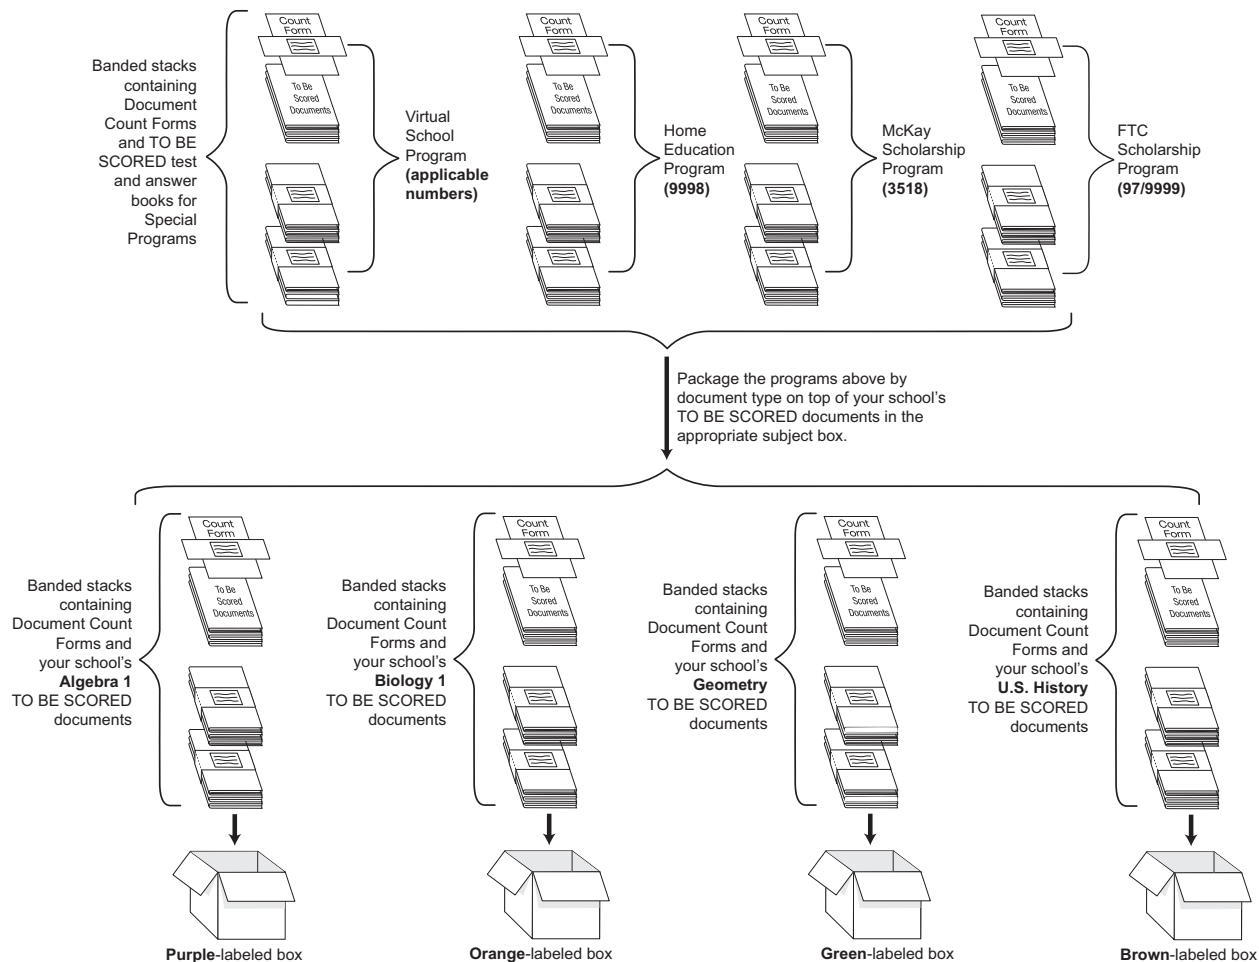 Count
Form
To Be
Scored
Documents
Count
Form
To Be
Scored
Documents
Count
Form
To Be
Scored
Documents
Count
Form
To Be
Scored
Documents
Banded stacks
containing
Document
Count Forms
and TO BE
SCORED test
and answer
books for
Special
Programs
Virtual
School
Program
(applicable
numbers)
Home
Education
Program
(9998)
McKay
Scholarship
Program
(3518)
FTC
Scholarship
Program
(97/9999)
Package the programs above by
document type on top of your school's
TO BE SCORED documents in the
appropriate subject box.
Banded stacks
containing
Document Count
Forms and
your school's
Algebra 1
TO BE SCORED
documents
Count
Form
To Be
Scored
Documents
Banded stacks
containing
Document Count
Forms and
your school's
Biology 1
TO BE SCORED
documents
Count
Form
To Be
Scored
Documents
Banded stacks
containing
Document Count
Forms and
your school's
Geometry
TO BE SCORED
documents
Count
Form
To Be
Scored
Documents
Banded stacks
containing
Document Count
Forms and
your school's
U.S. History
TO BE SCORED
documents
Count
Form
To Be
Scored
Documents
Purple-labeled box
Orange-labeled box
Green-labeled box
Brown-labeled box